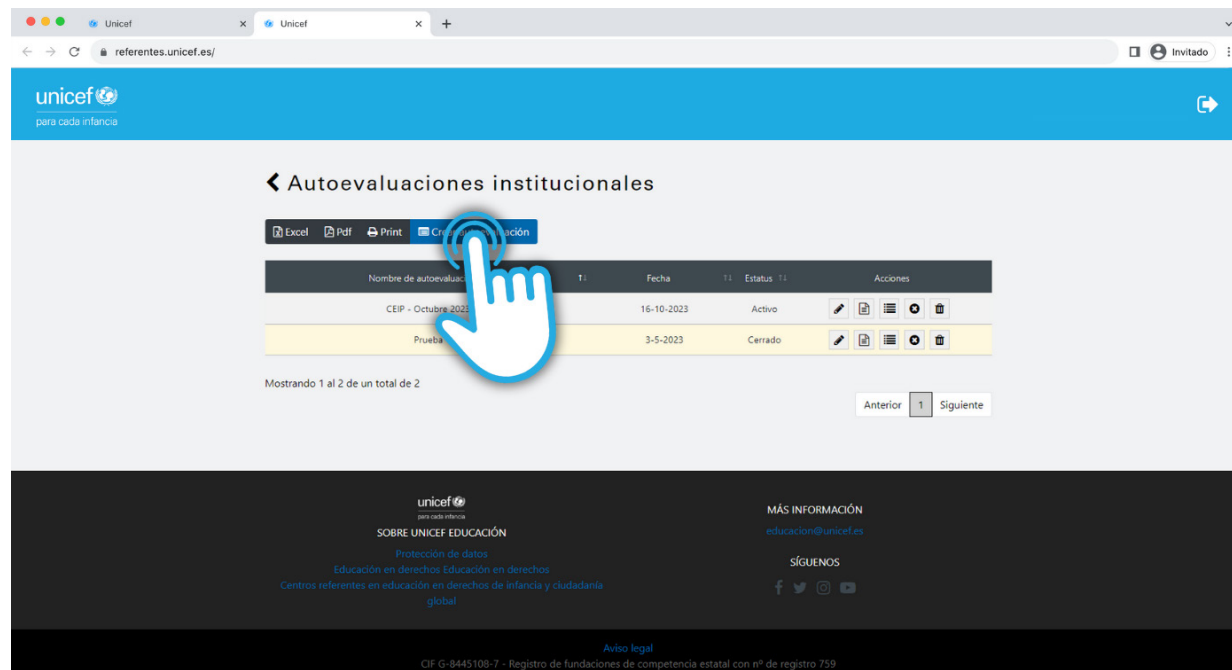 Unicef
Unicef
referentes.unicef.es/
Invitado
unicef
para cada infancia
Autoevaluaciones institucionales
Excel Pdf Print
Nombre de Fecha Estatus Acciones
CEIP - Octubre 2023 16-10-2023 Activo
Prueba 3-5-2023 Cerrado
Mostrando 1 al 2 de un total de 2
Anterior 1 Siguiente
unicef
para cada infancia
SOBRE UNICEF EDUCACIÓN
Protección de datos
Educación en derechos Educación en derechos
Centros referentes en educación en derechos de infancia y ciudadanía
global
MÁS INFORMACIÓN
educacion@unicef.es
SÍGUENOS
Aviso legal
CIF G-8445108-7 - Registro de fundaciones de competencia estatal con nº de registro 759